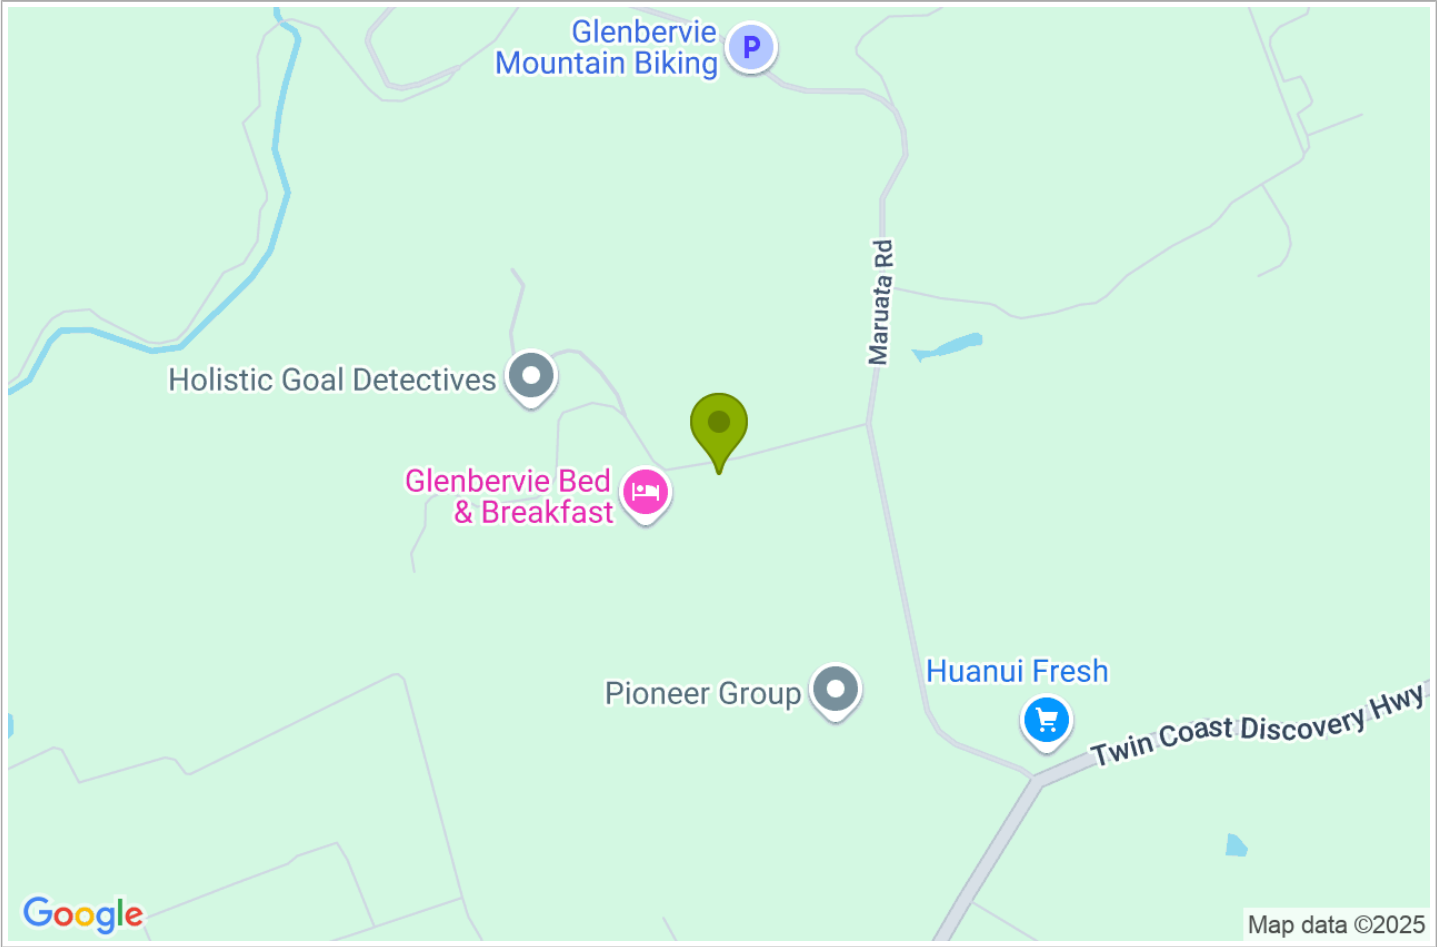 Glenbervie
Mountain Biking
P
Maruata Rd
Holistic Goal Detectives
Glenbervie Bed
& Breakfast
Pioneer Group
Huanui Fresh
Twin Coast Discovery Hwy
Google
Map data ©2025